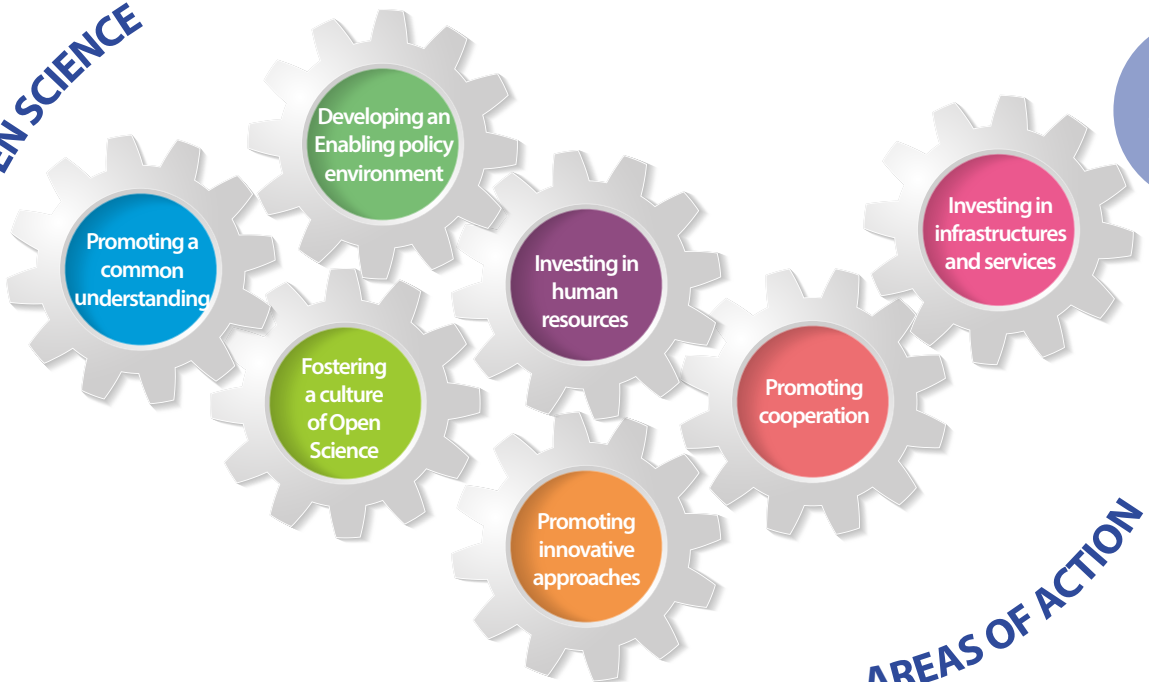 EN SCIENCE
Developing an
Enabling policy
environment
Promoting a
common
understanding
Investing in
human
resources
Investing in
infrastructures
and services
Fostering
a culture
of Open
Science
Promoting
cooperation
Promoting
innovative
approaches
AREAS OF ACTION